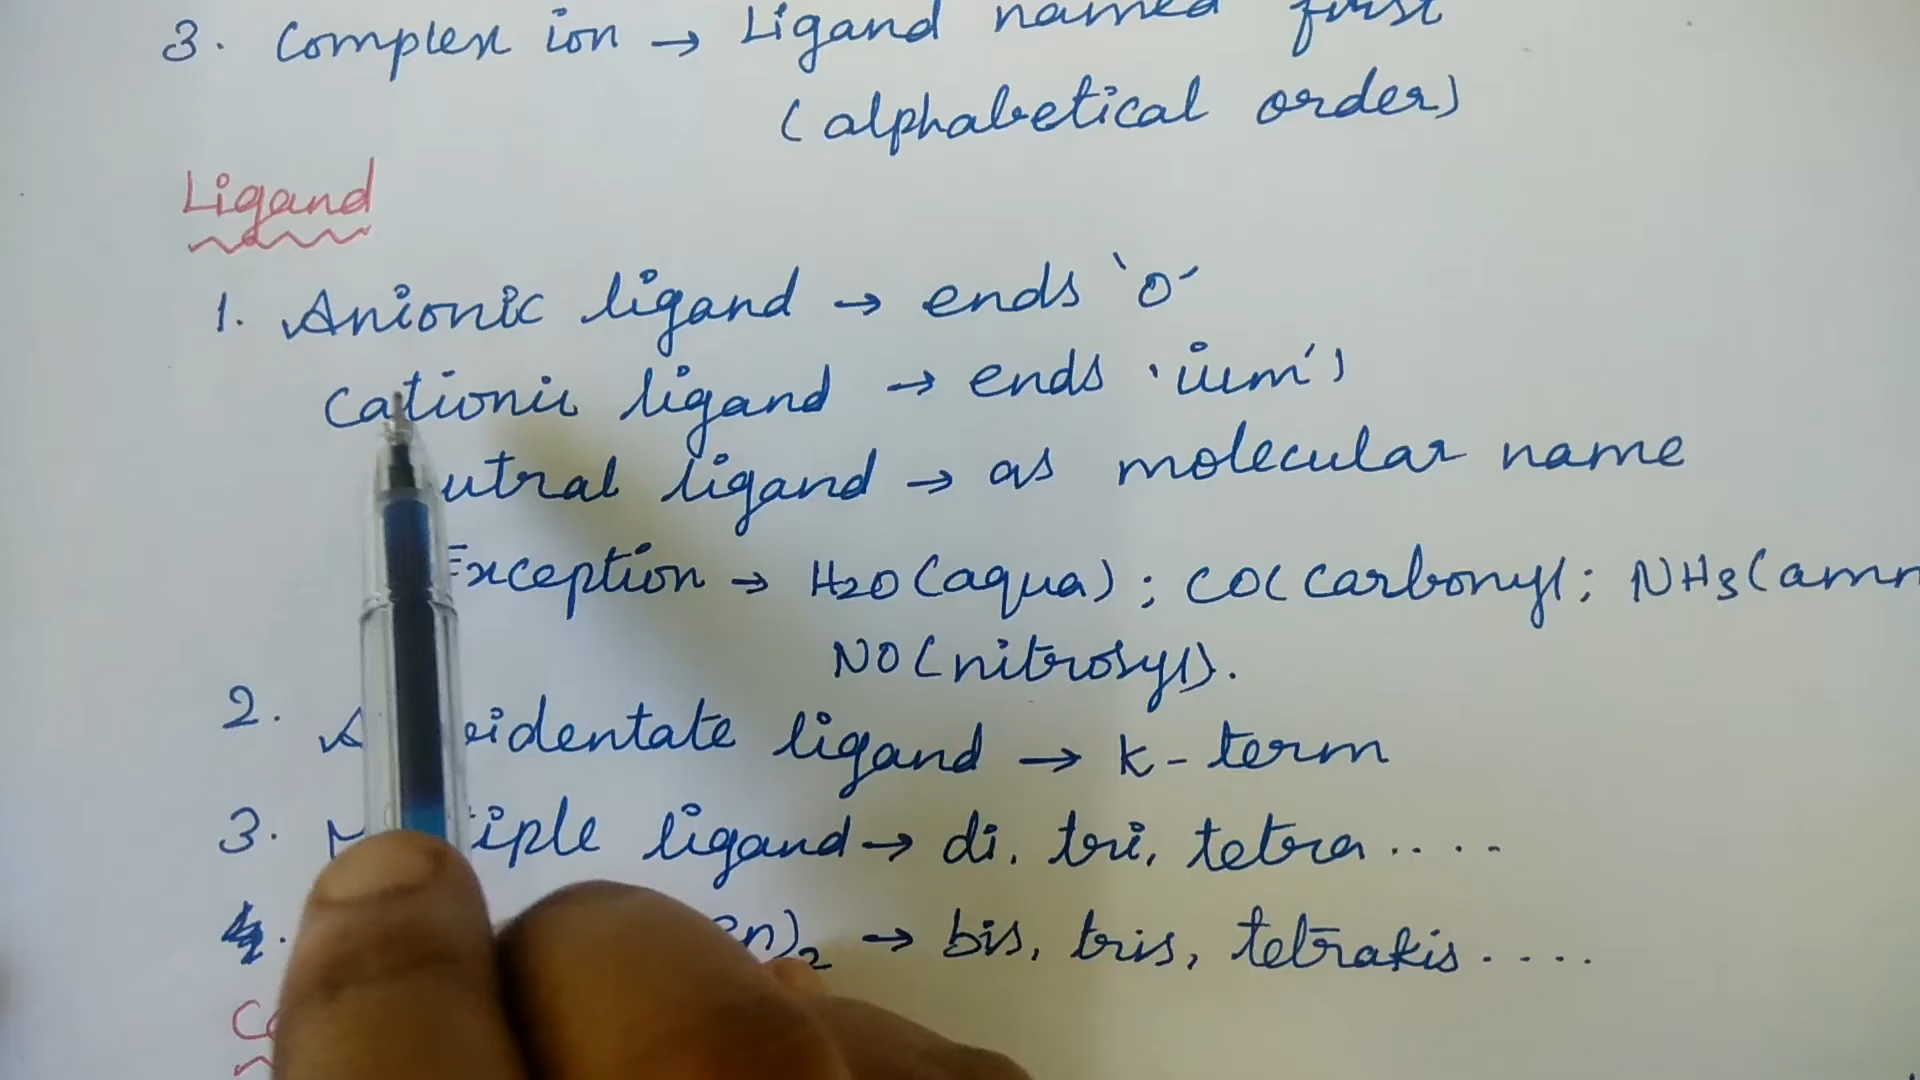 3. Complex ion → Ligand named first
(alphabetical order)
Ligand
1. Anionic ligand → ends 'o'
Cationic ligand → ends 'ium')
utral ligand → as molecular name
Exception → H2O(aqua) ; CO(carbonyl; NH3(amm
NO(nitrosyl).
2. A identate ligand → k-term
3. M iple ligand → di, tri, tetra....
4. en)2 → bis, tris, tetrakis....